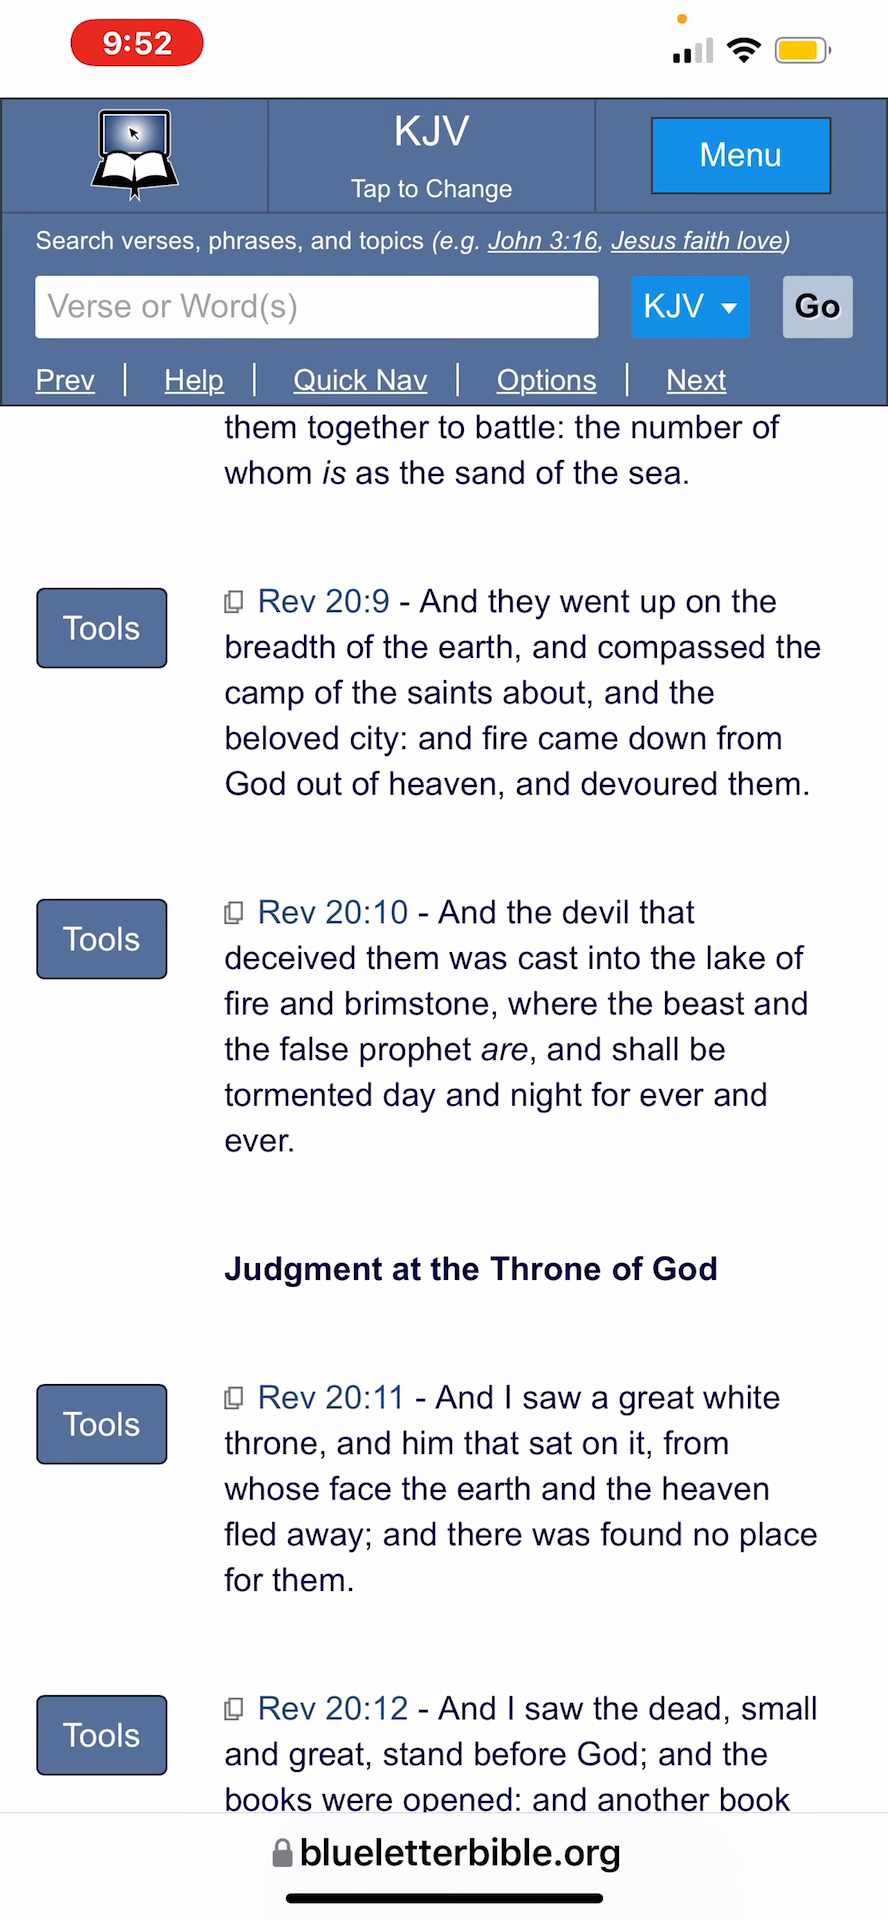 9:52
KJV
Tap to Change
Menu
Search verses, phrases, and topics (e.g. John 3:16, Jesus faith love)
Verse or Word(s)
KJV
Go
Prev | Help | Quick Nav | Options | Next
them together to battle: the number of
whom is as the sand of the sea.
Tools
Rev 20:9 - And they went up on the
breadth of the earth, and compassed the
camp of the saints about, and the
beloved city: and fire came down from
God out of heaven, and devoured them.
Tools
Rev 20:10 - And the devil that
deceived them was cast into the lake of
fire and brimstone, where the beast and
the false prophet are, and shall be
tormented day and night for ever and
ever.
Judgment at the Throne of God
Tools
Rev 20:11 - And I saw a great white
throne, and him that sat on it, from
whose face the earth and the heaven
fled away; and there was found no place
for them.
Tools
Rev 20:12 - And I saw the dead, small
and great, stand before God; and the
books were opened: and another book
blueletterbible.org